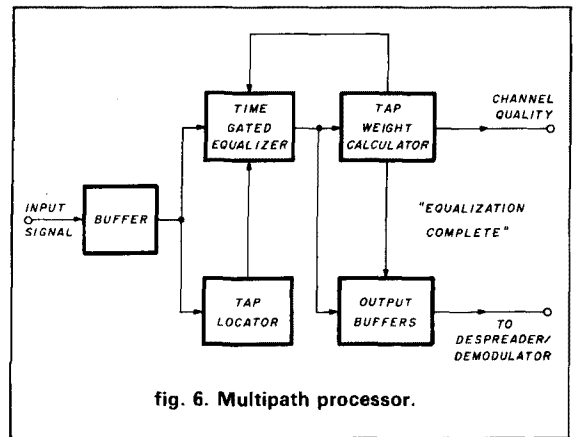 TIME
GATED
EQUALIZER
TAP
WEIGHT
CALCULATOR
CHANNEL
QUALITY
INPUT
SIGNAL
BUFFER
"EQUALIZATION
COMPLETE"
TAP
LOCATOR
OUTPUT
BUFFERS
TO
DESPREADER/
DEMODULATOR
fig. 6. Multipath processor.